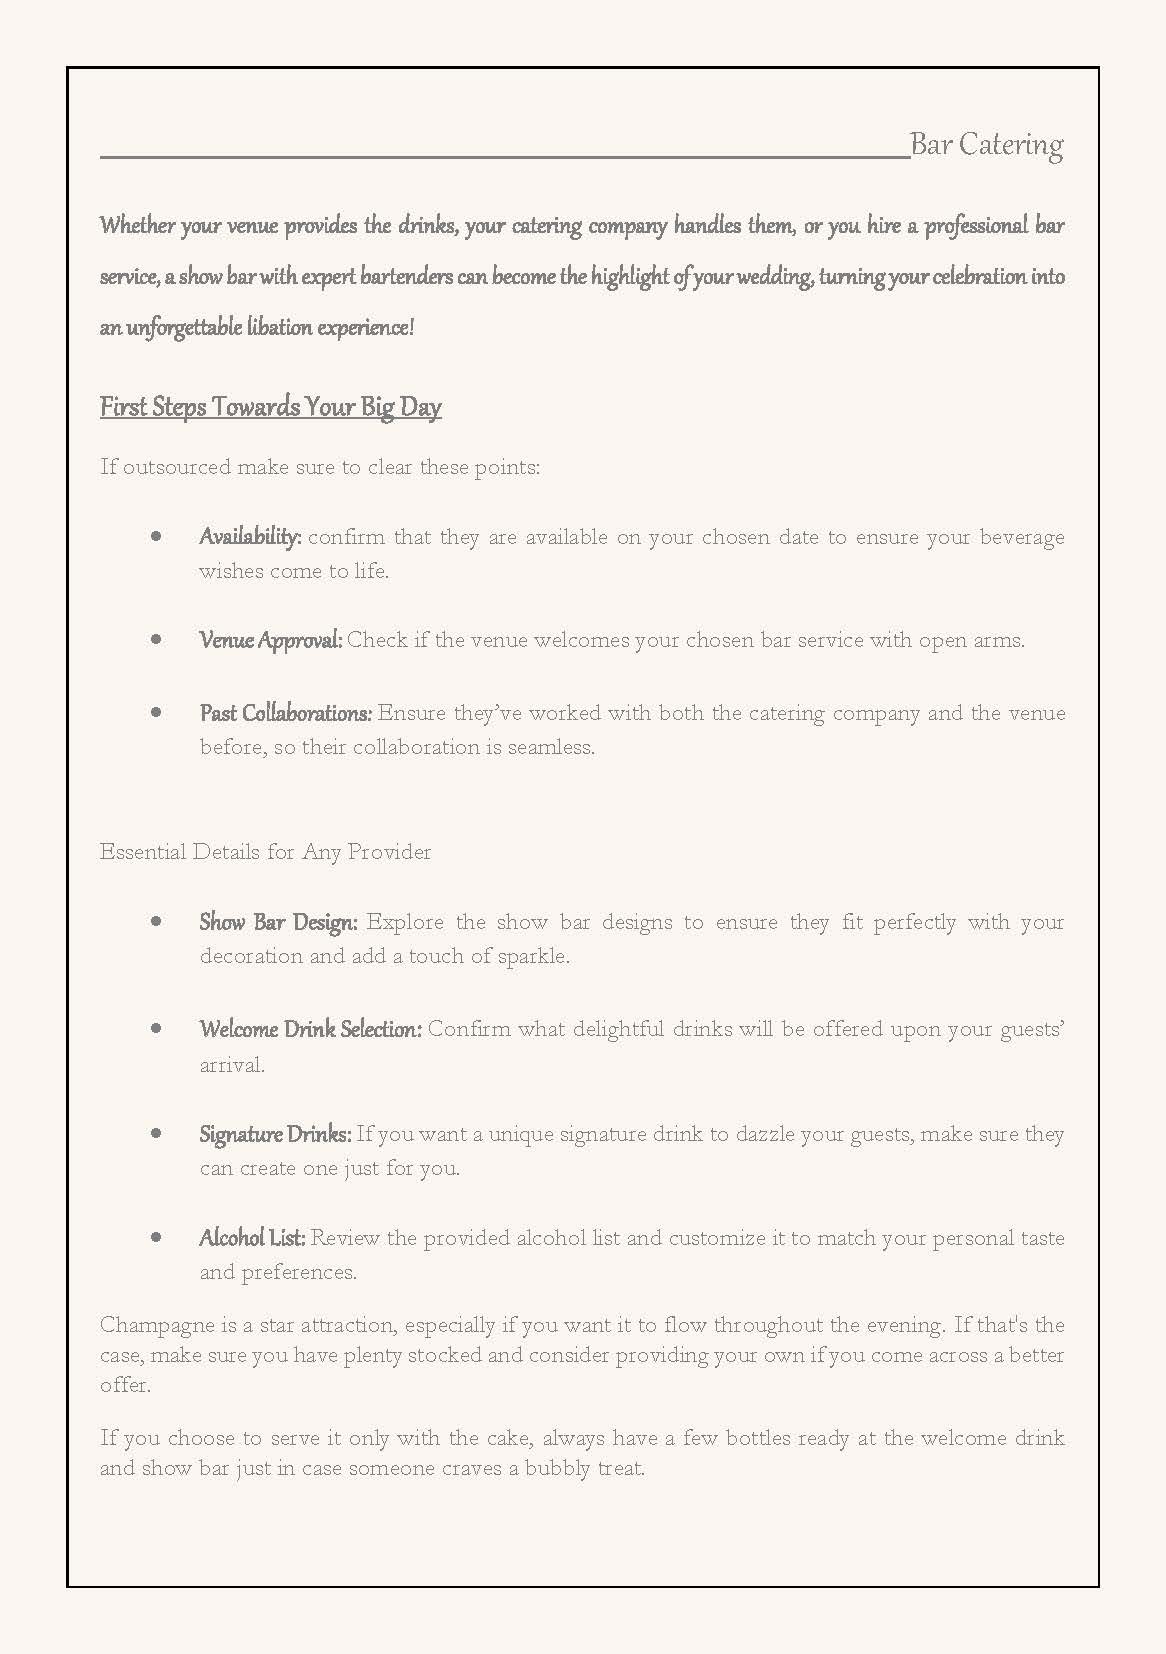 Bar Catering
Whether your venue provides the drinks, your catering company handles them, or you hire a professional bar
service, a show bar with expert bartenders can become the highlight of your wedding, turning your celebration into
an unforgettable libation experience!
First Steps Towards Your Big Day
If outsourced make sure to clear these points:
• Availability: confirm that they are available on your chosen date to ensure your beverage
wishes come to life.
• Venue Approval: Check if the venue welcomes your chosen bar service with open arms.
• Past Collaborations: Ensure they’ve worked with both the catering company and the venue
before, so their collaboration is seamless.
Essential Details for Any Provider
• Show Bar Design: Explore the show bar designs to ensure they fit perfectly with your
decoration and add a touch of sparkle.
• Welcome Drink Selection: Confirm what delightful drinks will be offered upon your guests’
arrival.
• Signature Drinks: If you want a unique signature drink to dazzle your guests, make sure they
can create one just for you.
• Alcohol List: Review the provided alcohol list and customize it to match your personal taste
and preferences.
Champagne is a star attraction, especially if you want it to flow throughout the evening. If that's the
case, make sure you have plenty stocked and consider providing your own if you come across a better
offer.
If you choose to serve it only with the cake, always have a few bottles ready at the welcome drink
and show bar just in case someone craves a bubbly treat.